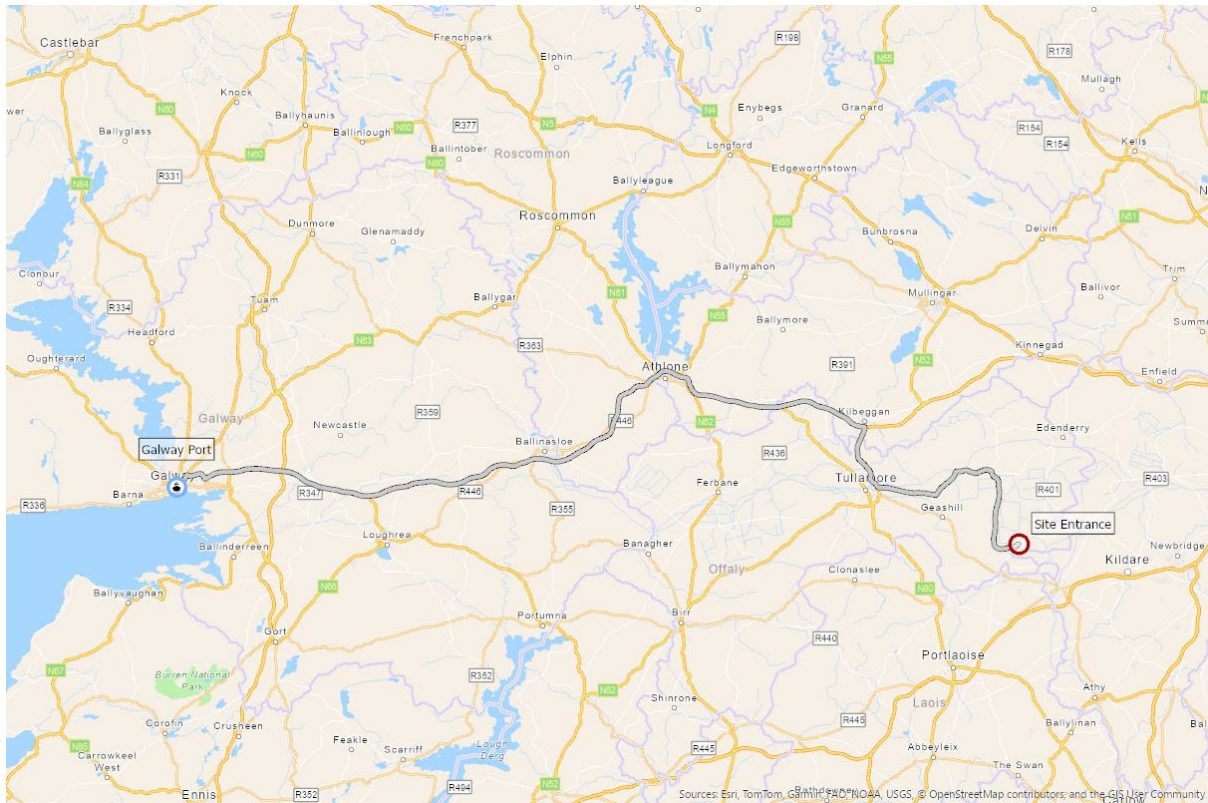 Castlebar
Frenchpark
R198
N55
R178
Elphin
Mullagh
Knock
N60
Ballyhaunis
N5
N4
Enybegs
Granard
R154
Ballyglass
Ballinlough
N60
R377
Longford
R154
Kells
R331
N60
N60
Ballintober
Roscommon
Edgeworthstown
N84
Ballyleague
Dunmore
Roscommon
N55
N51
Glenamaddy
Bunbrosna
Delvin
Clonbur
Ballymahon
Trim
R334
Tuam
Ballygar
N61
Mullingar
Ballivor
Headford
N63
N55
Ballymore
Oughterard
R363
N52
Kinnegad
Athlone
R391
Enfield
Galway
R359
Newcastle
R446
Kilbeggan
N62
Edenderry
Galway Port
Ballinasloe
R436
Barna
R347
R446
Ferbane
Tullamore
R401
R403
R336
R355
Geashill
Site Entrance
Ballinderreen
Loughrea
Banagher
Newbridge
Offaly
Clonaslee
Kildare
Ballyvaughan
N66
N80
Portumna
Birr
Gort
R440
Portlaoise
N67
Burren National
Park
R352
N52
Shinrone
Laois
Athy
Corofin
Crusheen
Feakle
Scarriff
Lough
Derg
R445
Ballylinan
Carrowkeel
West
N85
R445
Abbeyleix
The Swan
Ennis
R352
R494
N52
Rathdowney
Carlow
Sources: Esri, TomTom, Garmin, FAO, NOAA, USGS, © OpenStreetMap contributors, and the GIS User Community